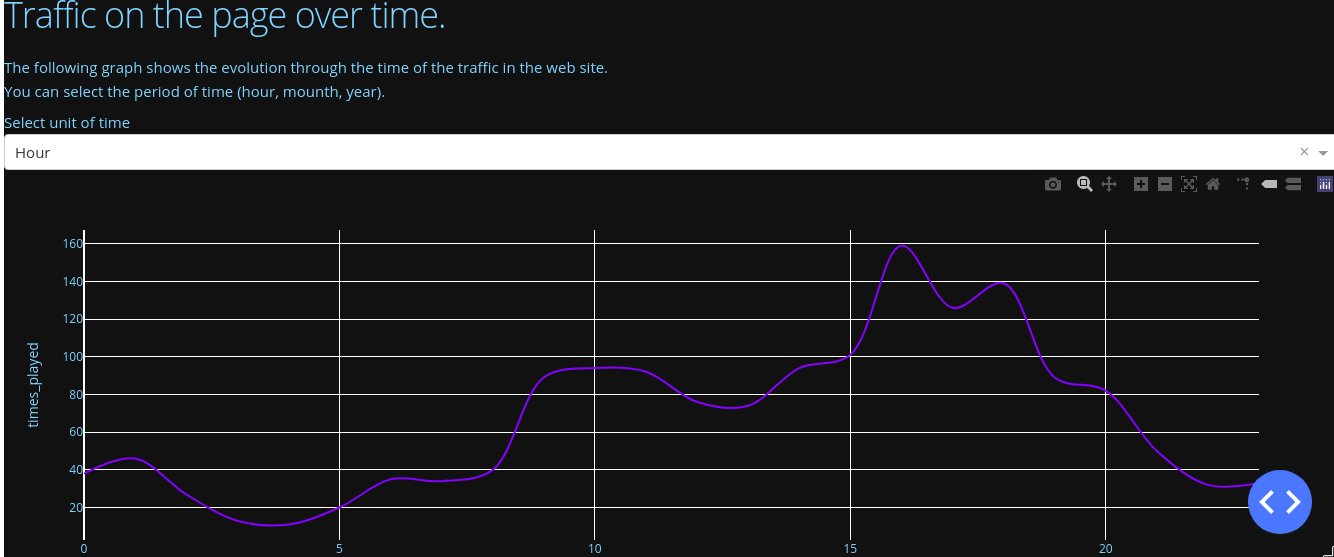 Traffic on the page over time.
The following graph shows the evolution through the time of the traffic in the web site.
You can select the period of time (hour, mounth, year).
Select unit of time
Hour
×
160
140
120
100
80
60
40
20
times_played
0
5
10
15
20